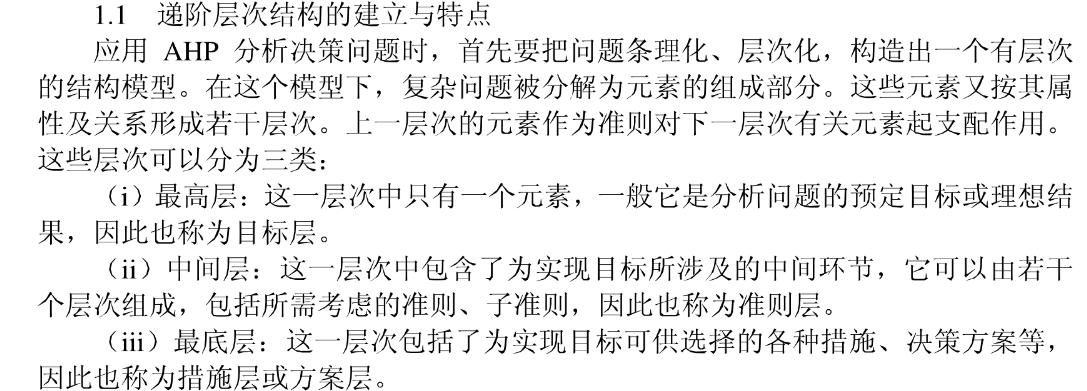 1.1 递阶层次结构的建立与特点
应用 AHP 分析决策问题时，首先要把问题条理化、层次化，构造出一个有层次
的结构模型。在这个模型下，复杂问题被分解为元素的组成部分。这些元素又按其属
性及关系形成若干层次。上一层次的元素作为准则对下一层次有关元素起支配作用。
这些层次可以分为三类：
（i）最高层：这一层次中只有一个元素，一般它是分析问题的预定目标或理想结
果，因此也称为目标层。
（ii）中间层：这一层次中包含了为实现目标所涉及的中间环节，它可以由若干
个层次组成，包括所需考虑的准则、子准则，因此也称为准则层。
（iii）最底层：这一层次包括了为实现目标可供选择的各种措施、决策方案等，
因此也称为措施层或方案层。